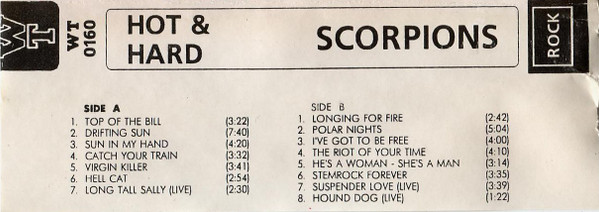 WT
WT
0160
HOT &
HARD
SCORPIONS
ROCK
SIDE A
1. TOP OF THE BILL (3:22)
2. DRIFTING SUN (7:40)
3. SUN IN MY HAND (4:20)
4. CATCH YOUR TRAIN (3:32)
5. VIRGIN KILLER (3:41)
6. HELL CAT (2:54)
7. LONG TALL SALLY (LIVE) (2:30)
SIDE B
1. LONGING FOR FIRE (2:42)
2. POLAR NIGHTS (5:04)
3. I'VE GOT TO BE FREE (4:00)
4. THE RIOT OF YOUR TIME (4:10)
5. HE'S A WOMAN - SHE'S A MAN (3:14)
6. STEMROCK FOREVER (3:35)
7. SUSPENDER LOVE (LIVE) (3:39)
8. HOUND DOG (LIVE) (1:22)